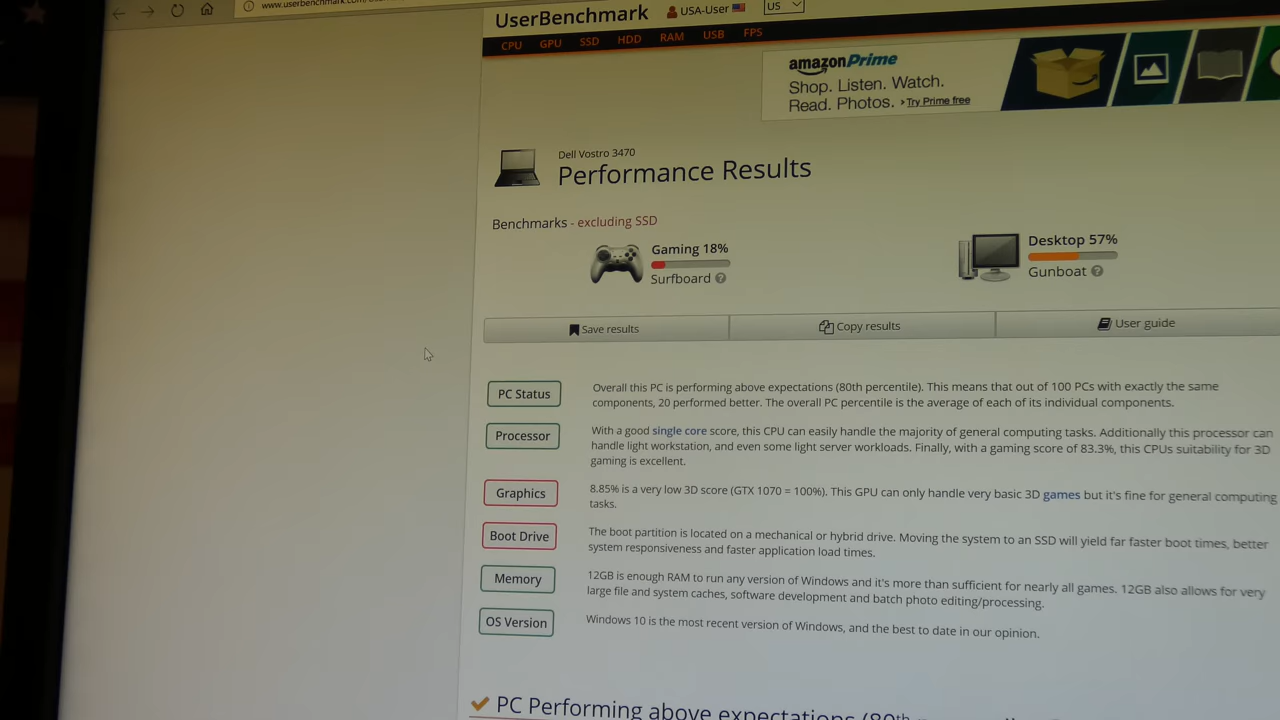 www.userbenchmark.com
UserBenchmark USA-User US
CPU GPU SSD HDD RAM USB FPS
amazonPrime
Shop. Listen. Watch.
Read. Photos. › Try Prime free
Dell Vostro 3470
Performance Results
Benchmarks - excluding SSD
Gaming 18%
Surfboard ?
Desktop 57%
Gunboat ?
Save results
Copy results
User guide
PC Status
Overall this PC is performing above expectations (80th percentile). This means that out of 100 PCs with exactly the same
components, 20 performed better. The overall PC percentile is the average of each of its individual components.
Processor
With a good single core score, this CPU can easily handle the majority of general computing tasks. Additionally this processor can
handle light workstation, and even some light server workloads. Finally, with a gaming score of 83.3%, this CPUs suitability for 3D
gaming is excellent.
Graphics
8.85% is a very low 3D score (GTX 1070 = 100%). This GPU can only handle very basic 3D games but it's fine for general computing
tasks.
Boot Drive
The boot partition is located on a mechanical or hybrid drive. Moving the system to an SSD will yield far faster boot times, better
system responsiveness and faster application load times.
Memory
12GB is enough RAM to run any version of Windows and it's more than sufficient for nearly all games. 12GB also allows for very
large file and system caches, software development and batch photo editing/processing.
OS Version
Windows 10 is the most recent version of Windows, and the best to date in our opinion.
PC Performing above expectations (80th